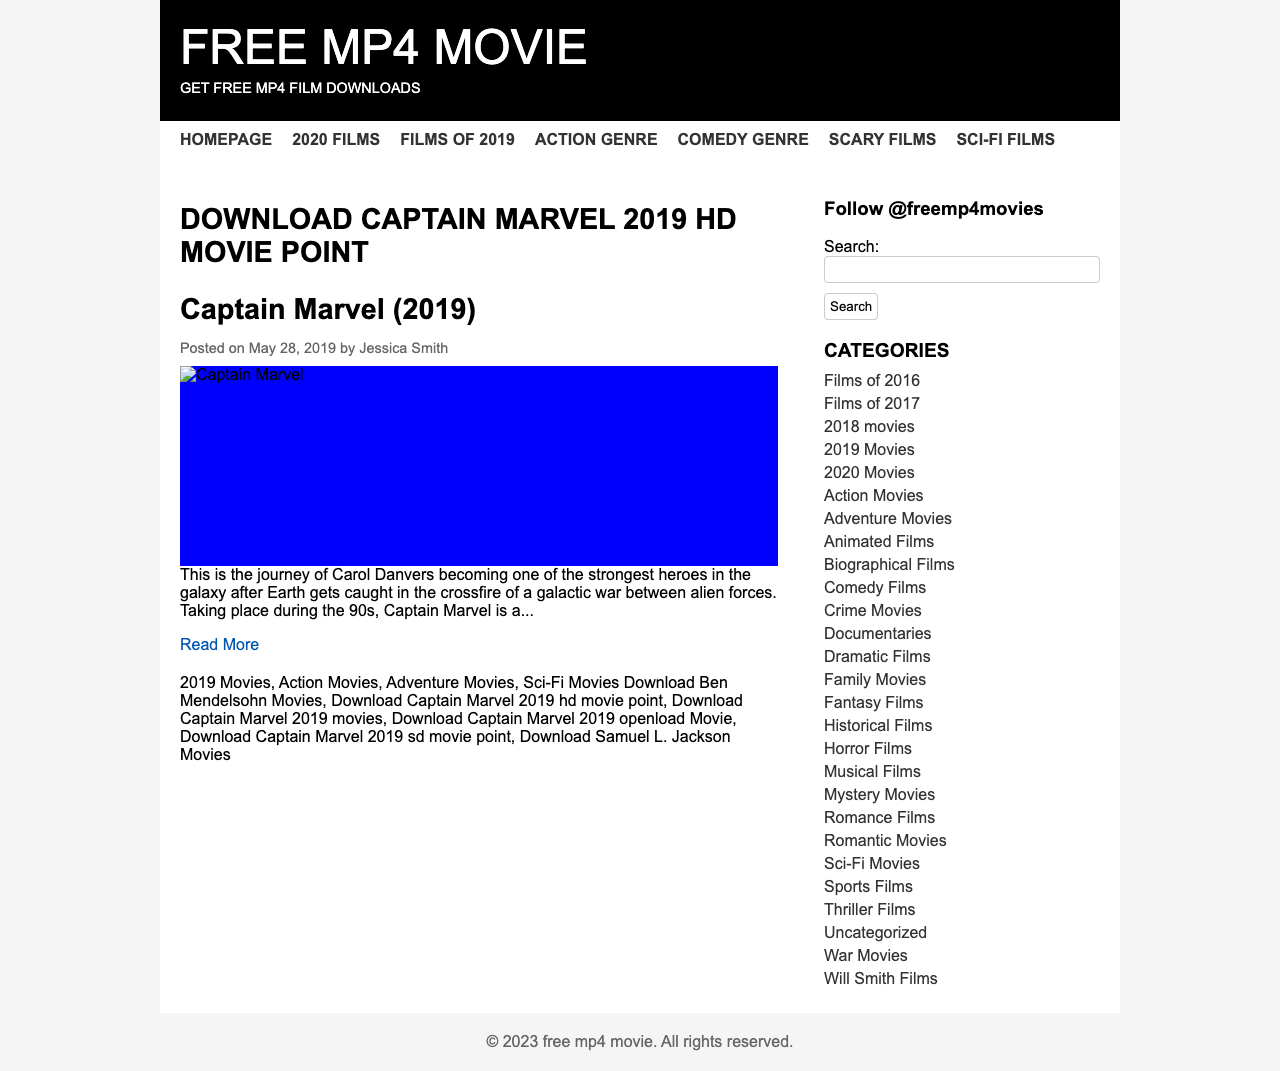 FREE MP4 MOVIE
GET FREE MP4 FILM DOWNLOADS
HOMEPAGE 2020 FILMS FILMS OF 2019 ACTION GENRE COMEDY GENRE SCARY FILMS SCI-FI FILMS
DOWNLOAD CAPTAIN MARVEL 2019 HD
MOVIE POINT
Captain Marvel (2019)
Posted on May 28, 2019 by Jessica Smith
Captain Marvel
This is the journey of Carol Danvers becoming one of the strongest heroes in the
galaxy after Earth gets caught in the crossfire of a galactic war between alien forces.
Taking place during the 90s, Captain Marvel is a...
Read More
2019 Movies, Action Movies, Adventure Movies, Sci-Fi Movies Download Ben
Mendelsohn Movies, Download Captain Marvel 2019 hd movie point, Download
Captain Marvel 2019 movies, Download Captain Marvel 2019 openload Movie,
Download Captain Marvel 2019 sd movie point, Download Samuel L. Jackson
Movies
Follow @freemp4movies
Search:
Search
CATEGORIES
Films of 2016
Films of 2017
2018 movies
2019 Movies
2020 Movies
Action Movies
Adventure Movies
Animated Films
Biographical Films
Comedy Films
Crime Movies
Documentaries
Dramatic Films
Family Movies
Fantasy Films
Historical Films
Horror Films
Musical Films
Mystery Movies
Romance Films
Romantic Movies
Sci-Fi Movies
Sports Films
Thriller Films
Uncategorized
War Movies
Will Smith Films
© 2023 free mp4 movie. All rights reserved.